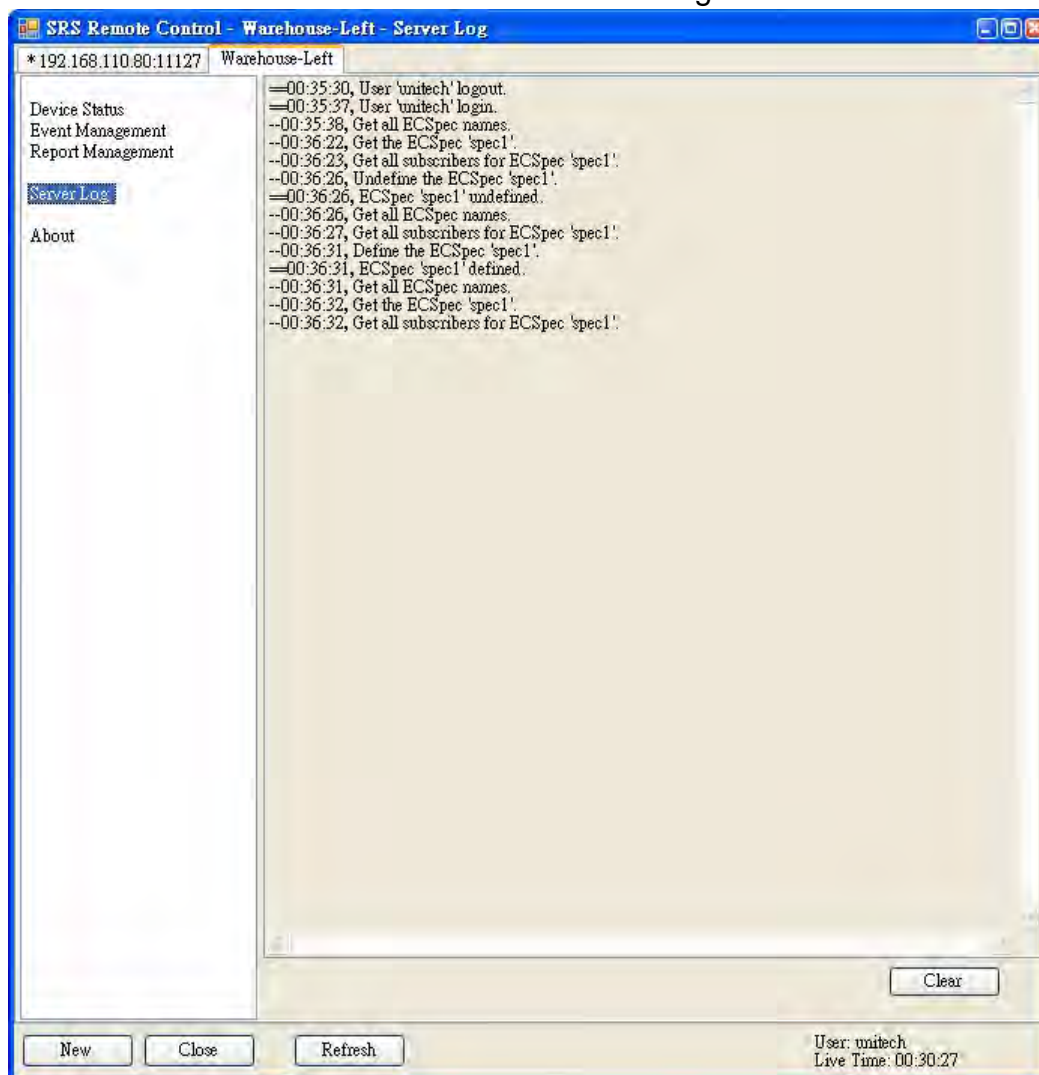 SRS Remote Control - Warehouse-Left - Server Log
*192.168.110.80:11127 Warehouse-Left
Device Status
Event Management
Report Management
Server Log
About
==00:35:30, User 'unitech' logout.
==00:35:37, User 'unitech' login.
--00:35:38, Get all ECSpec names.
--00:36:22, Get the ECSpec 'spec1'.
--00:36:23, Get all subscribers for ECSpec 'spec1'.
--00:36:26, Undefine the ECSpec 'spec1'.
==00:36:26, ECSpec 'spec1' undefined.
--00:36:26, Get all ECSpec names.
--00:36:27, Get all subscribers for ECSpec 'spec1'.
--00:36:31, Define the ECSpec 'spec1'.
==00:36:31, ECSpec 'spec1' defined.
--00:36:31, Get all ECSpec names.
--00:36:32, Get the ECSpec 'spec1'.
--00:36:32, Get all subscribers for ECSpec 'spec1'.
Clear
New Close Refresh
User: unitech
Live Time: 00:30:27